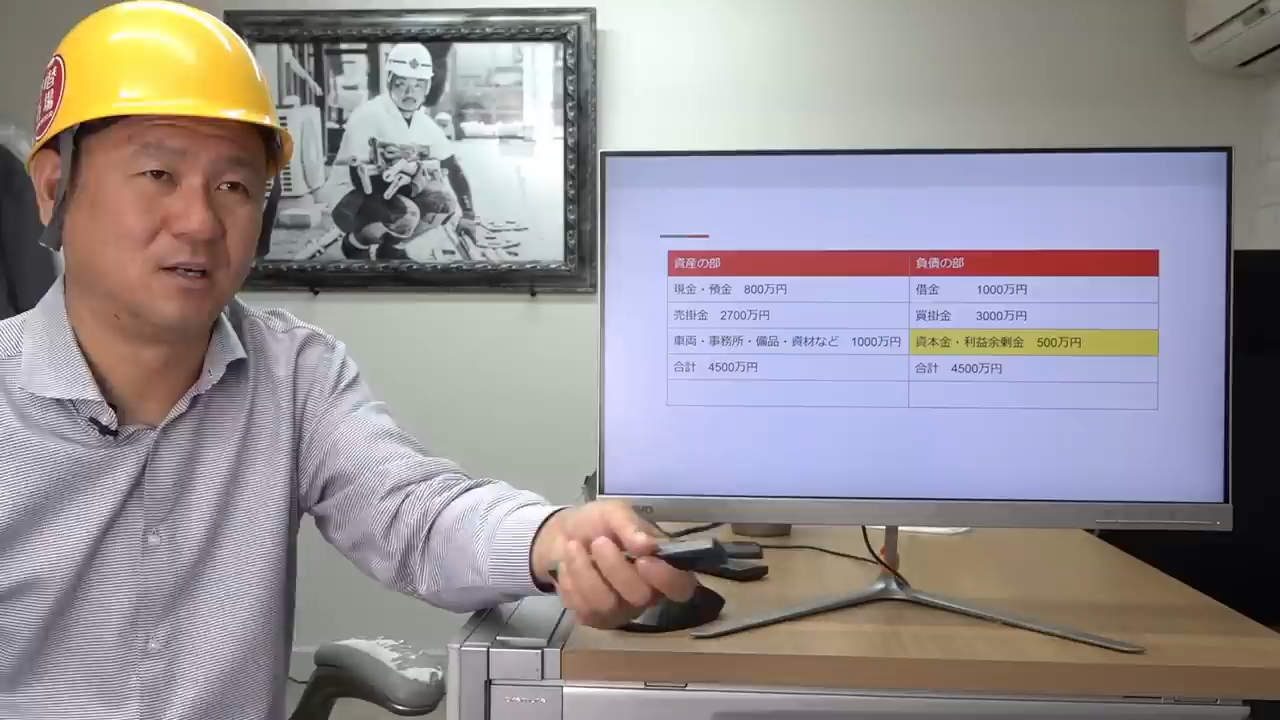 資産の部 負債の部
現金・預金 800万円 借金 1000万円
売掛金 2700万円 買掛金 3000万円
車両・事務所・備品・資材など 1000万円 資本金・利益余剰金 500万円
合計 4500万円 合計 4500万円